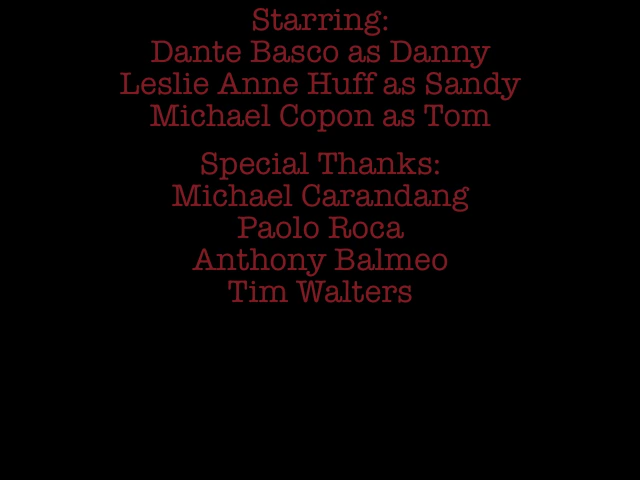 Starring:
Dante Basco as Danny
Leslie Anne Huff as Sandy
Michael Copon as Tom
Special Thanks:
Michael Carandang
Paolo Roca
Anthony Balmeo
Tim Walters